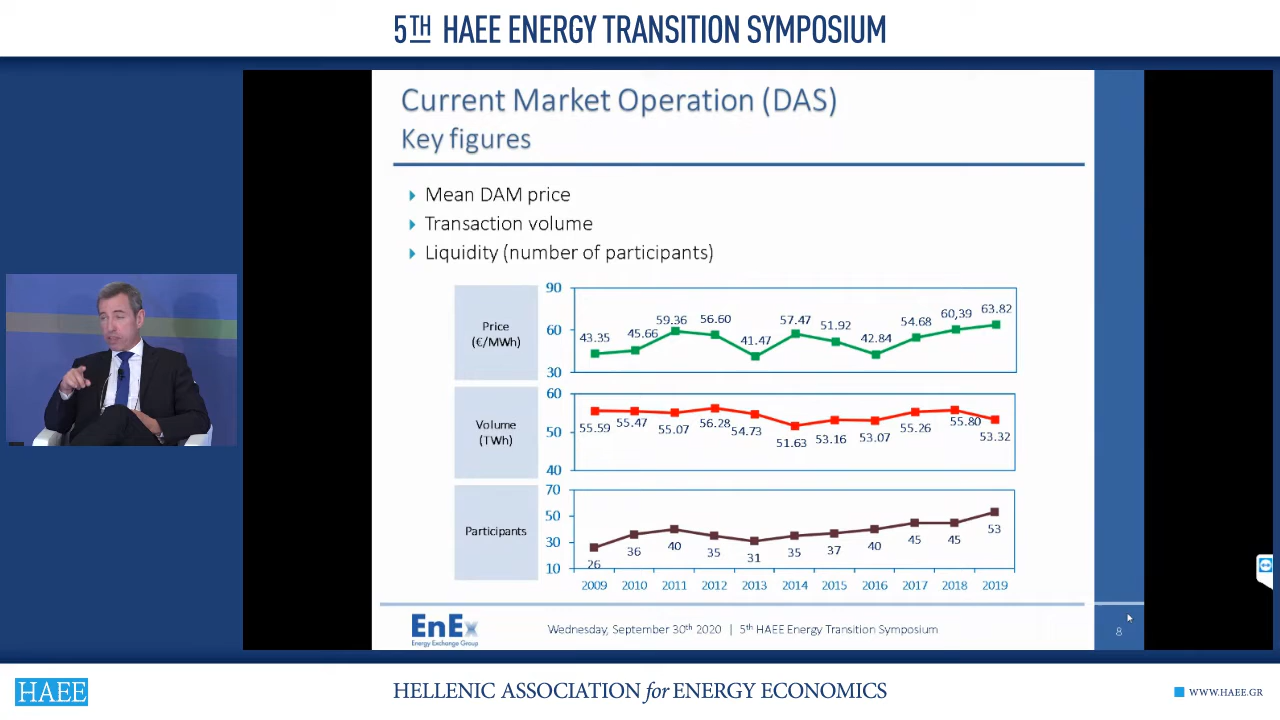 5TH HAEE ENERGY TRANSITION SYMPOSIUM
Current Market Operation (DAS)
Key figures
Mean DAM price
Transaction volume
Liquidity (number of participants)
Price
(€/MWh)
90
60
30
43.35 45.66 59.36 56.60 41.47 57.47 51.92 42.84 54.68 60,39 63.82
Volume
(TWh)
60
50
40
55.59 55.47 55.07 56.28 54.73 51.63 53.16 53.07 55.26 55.80 53.32
Participants
70
50
30
10
26 36 40 35 31 35 37 40 45 45 53
2009 2010 2011 2012 2013 2014 2015 2016 2017 2018 2019
EnEx
Energy Exchange Group
Wednesday, September 30th 2020 | 5th HAEE Energy Transition Symposium
8
HAEE
HELLENIC ASSOCIATION for ENERGY ECONOMICS
WWW.HAEE.GR